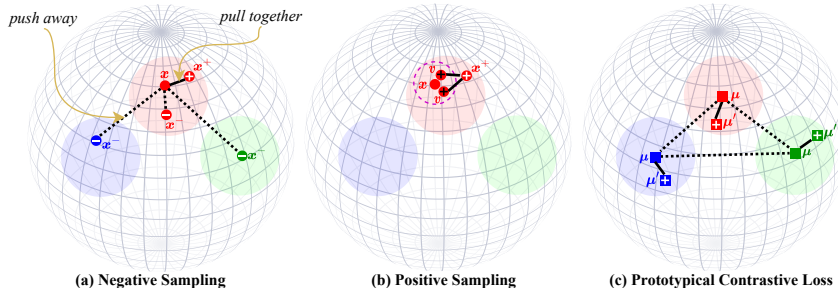 push away
pull together
x
x⁺
x⁻
x⁻
x⁻
(a) Negative Sampling
v
x⁺
x
v
(b) Positive Sampling
μ
μ′
μ
μ′
μ
μ′
(c) Prototypical Contrastive Loss